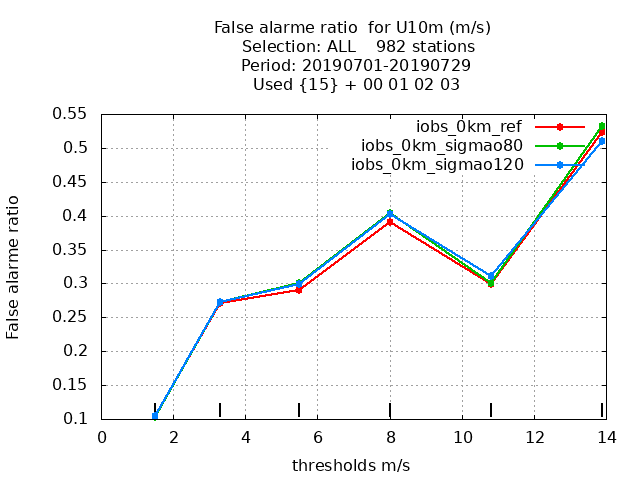 False alarme ratio  for U10m (m/s)
Selection: ALL    982 stations
Period: 20190701-20190729
Used {15} + 00 01 02 03
iobs_0km_ref
iobs_0km_sigmao80
iobs_0km_sigmao120
False alarme ratio
0.55
0.5
0.45
0.4
0.35
0.3
0.25
0.2
0.15
0.1
0 2 4 6 8 10 12 14
thresholds m/s